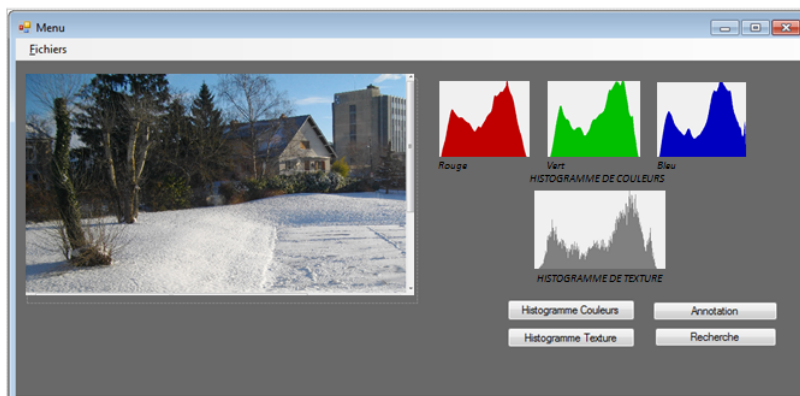 Menu
Fichiers
Rouge Vert Bleu
HISTOGRAMME DE COULEURS
HISTOGRAMME DE TEXTURE
Histogramme Couleurs Annotation
Histogramme Texture Recherche